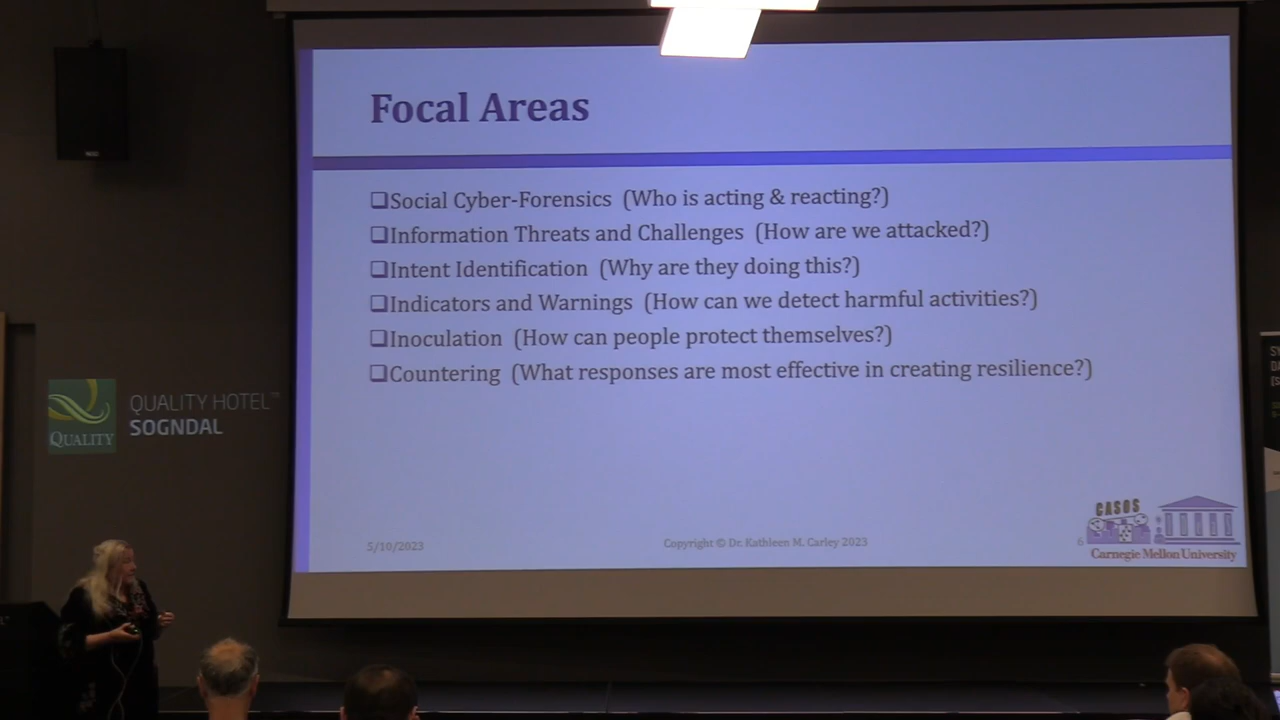 Focal Areas
❑Social Cyber-Forensics (Who is acting & reacting?)
❑Information Threats and Challenges (How are we attacked?)
❑Intent Identification (Why are they doing this?)
❑Indicators and Warnings (How can we detect harmful activities?)
❑Inoculation (How can people protect themselves?)
❑Countering (What responses are most effective in creating resilience?)
5/10/2023
Copyright © Dr. Kathleen M. Carley 2023
6
CASOS
Carnegie Mellon University
QUALITY
QUALITY HOTEL™
SOGNDAL